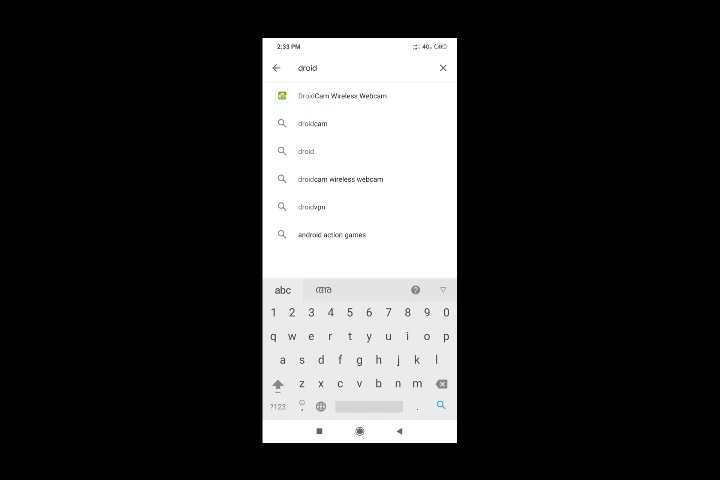 2:33 PM
droid
DroidCam Wireless Webcam
droidcam
droid
droidcam wireless webcam
droidvpn
android action games
abc
1 2 3 4 5 6 7 8 9 0
q w e r t y u i o p
a s d f g h j k l
z x c v b n m
?123 , .